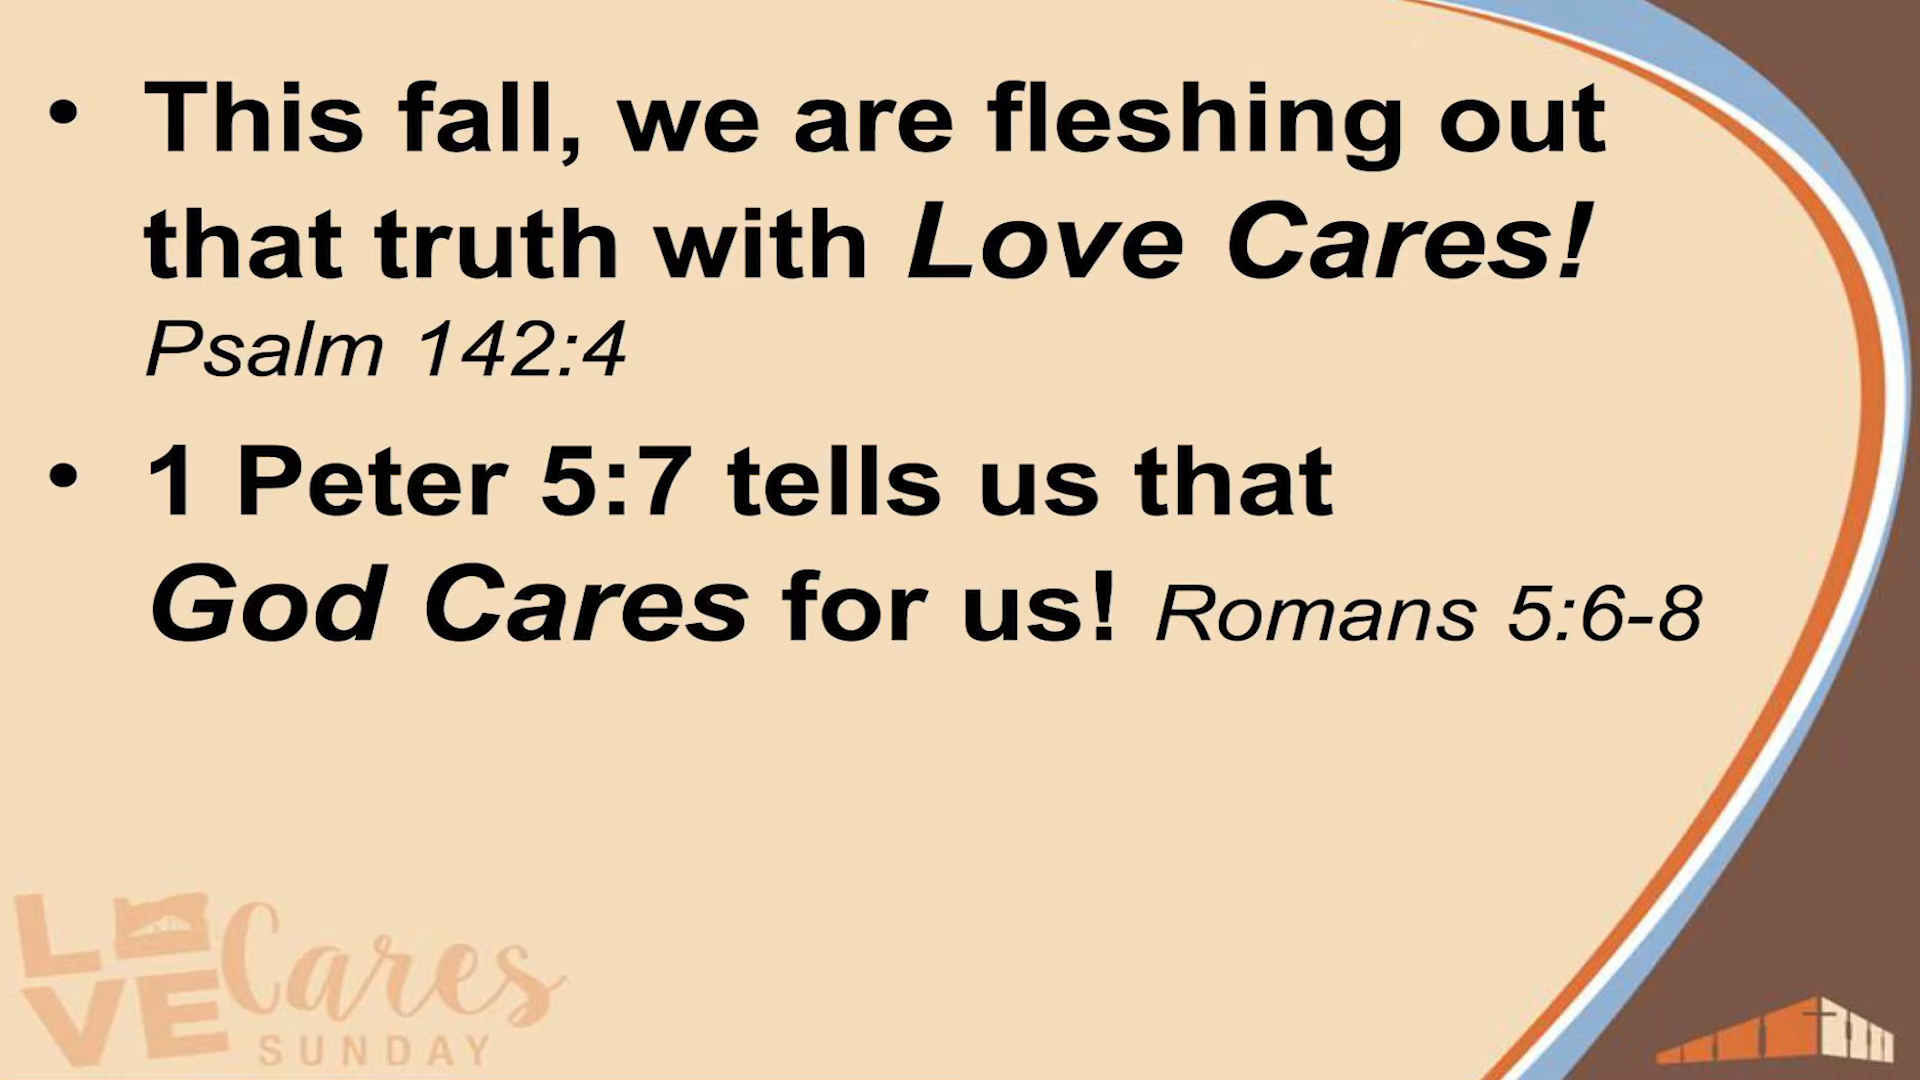 • This fall, we are fleshing out
that truth with Love Cares!
Psalm 142:4
• 1 Peter 5:7 tells us that
God Cares for us! Romans 5:6-8
LOVE Cares
SUNDAY